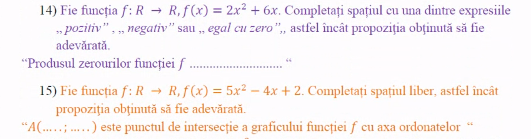 14) Fie funcția f: R → R, f(x) = 2x² + 6x. Completați spațiul cu una dintre expresiile
„ pozitiv” , „ negativ” sau „ egal cu zero”,, astfel încât propoziția obținută să fie
adevărată.
“Produsul zerourilor funcției f ............................. “
15) Fie funcția f: R → R, f(x) = 5x² − 4x + 2. Completați spațiul liber, astfel încât
propoziția obținută să fie adevărată.
“A(.....; .....) este punctul de intersecție a graficului funcției f cu axa ordonatelor “